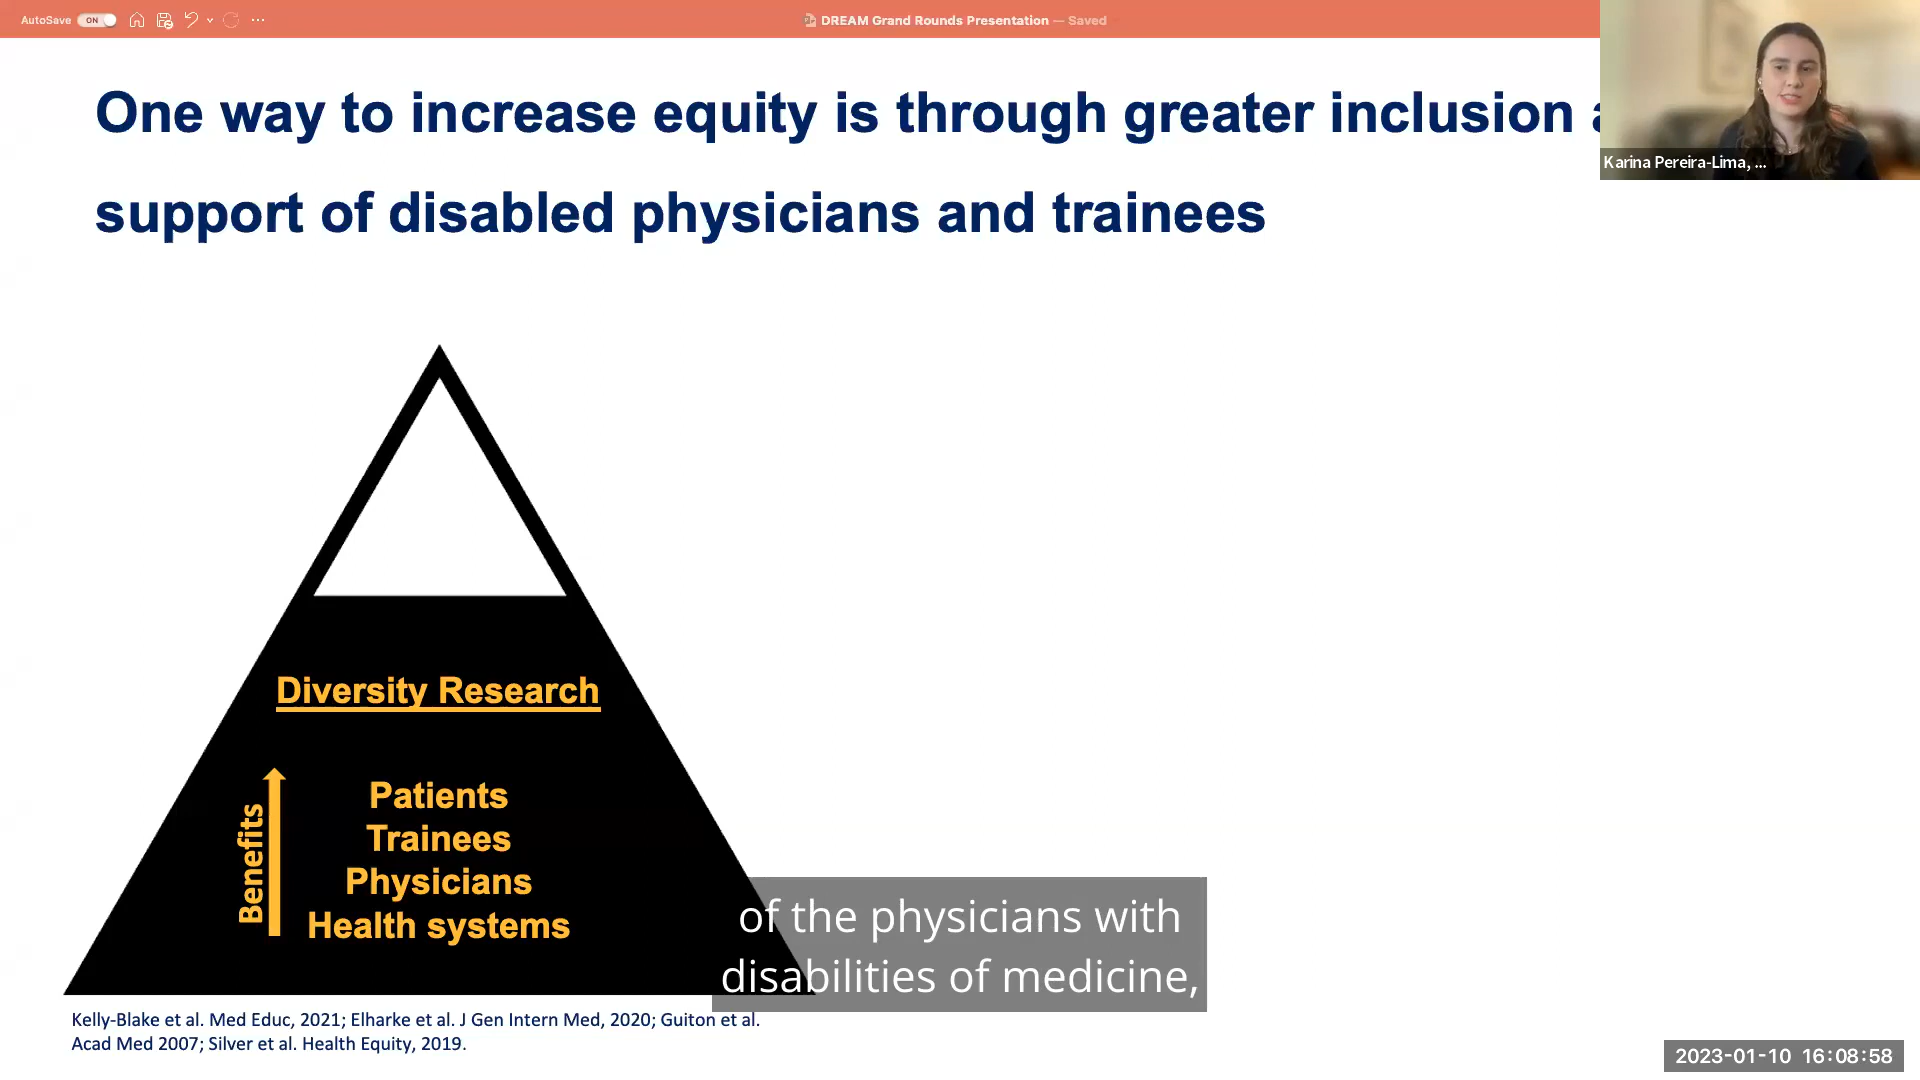 AutoSave ON
DREAM Grand Rounds Presentation — Saved
One way to increase equity is through greater inclusion
support of disabled physicians and trainees
Karina Pereira-Lima, ...
Diversity Research
Benefits
Patients
Trainees
Physicians
Health systems
of the physicians with
disabilities of medicine,
Kelly-Blake et al. Med Educ, 2021; Elharke et al. J Gen Intern Med, 2020; Guiton et al.
Acad Med 2007; Silver et al. Health Equity, 2019.
2023-01-10 16:08:58